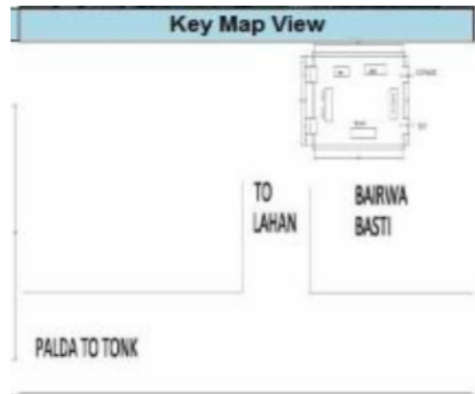 Key Map View
TO
LAHAN
BAIRWA
BASTI
PALDA TO TONK